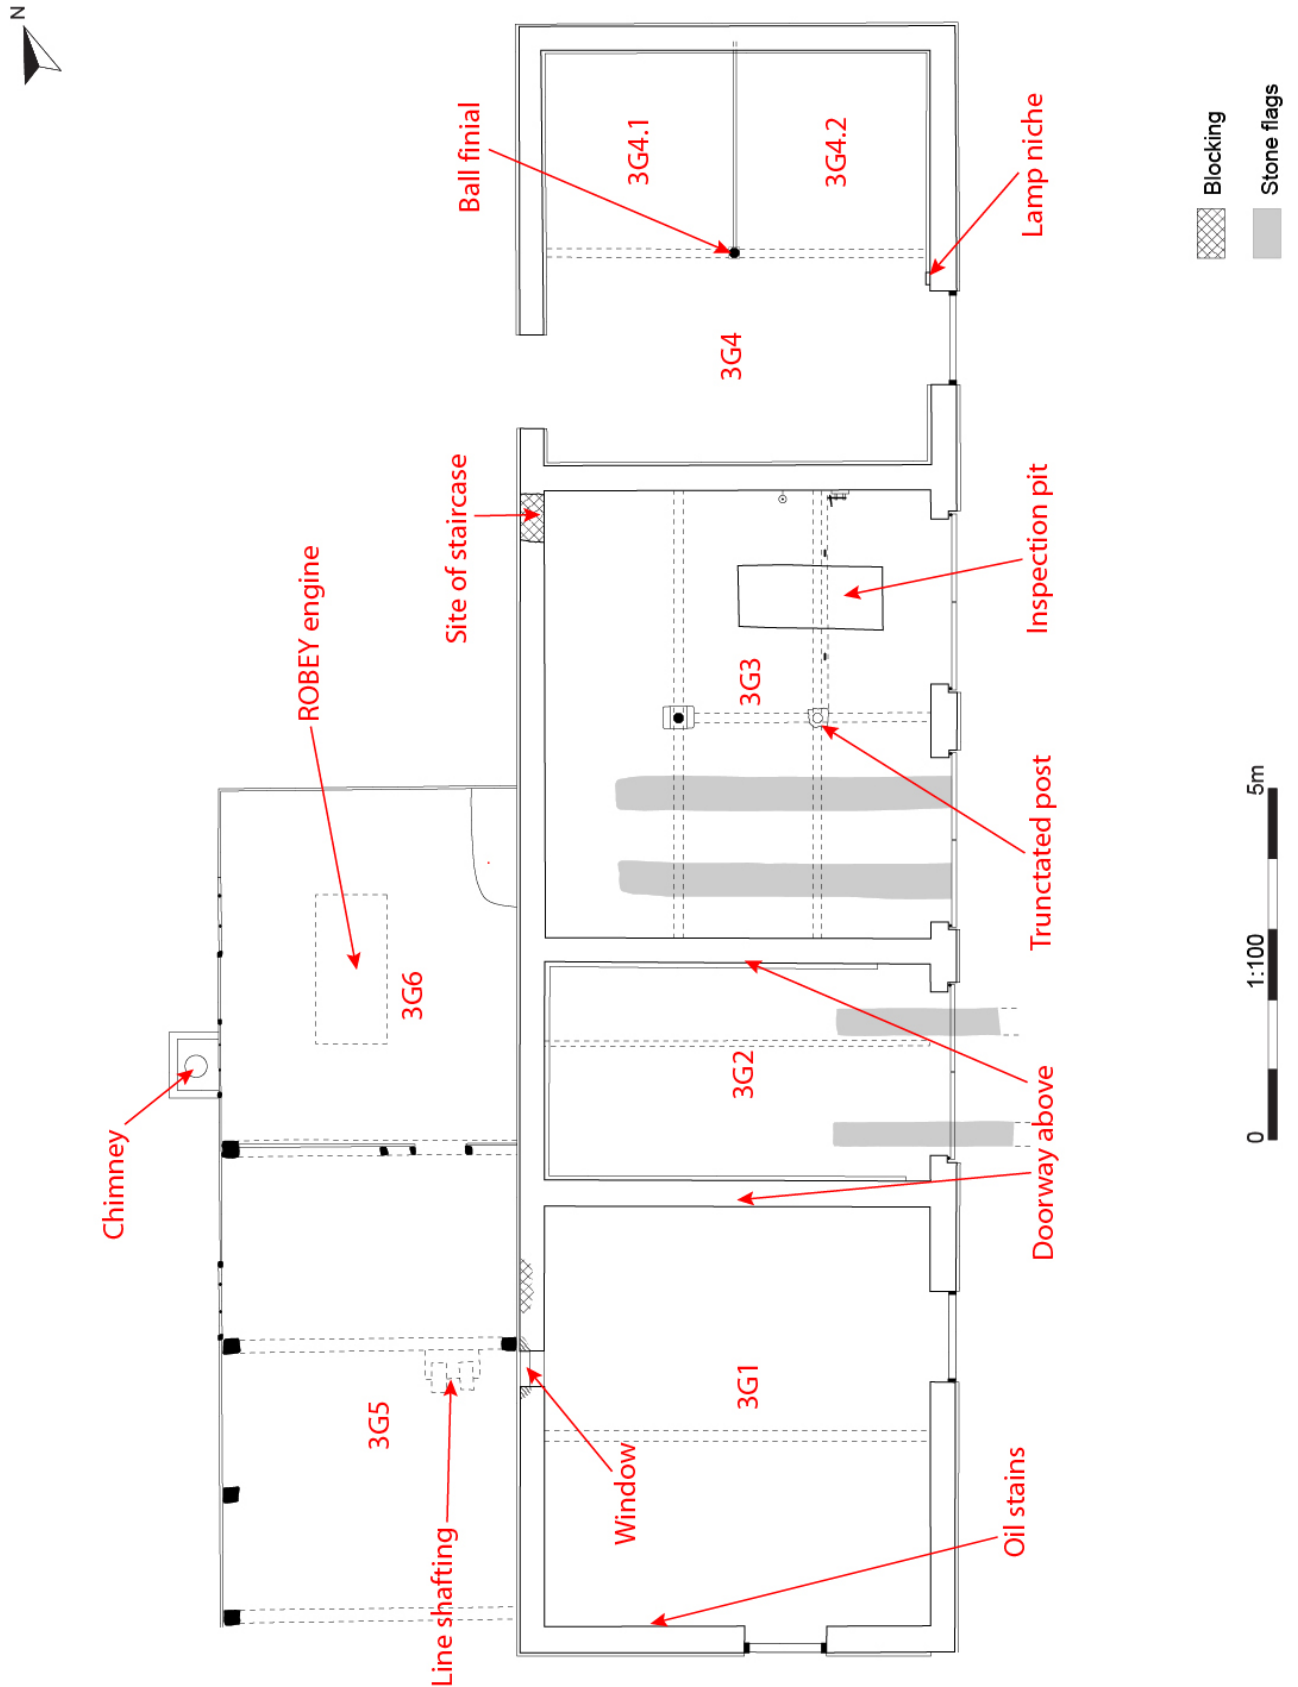 N
Chimney
ROBEY engine
3G6
3G5
Line shafting
Site of staircase
Ball finial
Window
3G1
3G2
3G3
3G4
3G4.1
3G4.2
Oil stains
Doorway above
Trunctated post
Inspection pit
Lamp niche
0
1:100
5m
Blocking
Stone flags